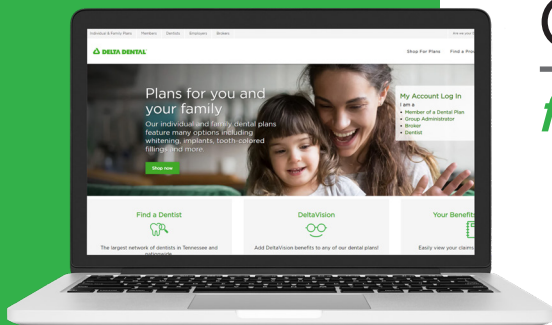 Individual & Family Plans Members Dentists Employers Brokers
DELTA DENTAL
Shop For Plans Find a
Plans for you and
your family
Our individual and family dental plans
feature many options including
whitening, implants, tooth-colored
fillings and more.
Shop now
My Account Log In
I am a
• Member of a Dental Plan
• Group Administrator
• Broker
• Dentist
Find a Dentist
The largest network of dentists in Tennessee and
nationwide
DeltaVision
Add DeltaVision benefits to any of our dental plans!
Your Benefits
Easily view your claims